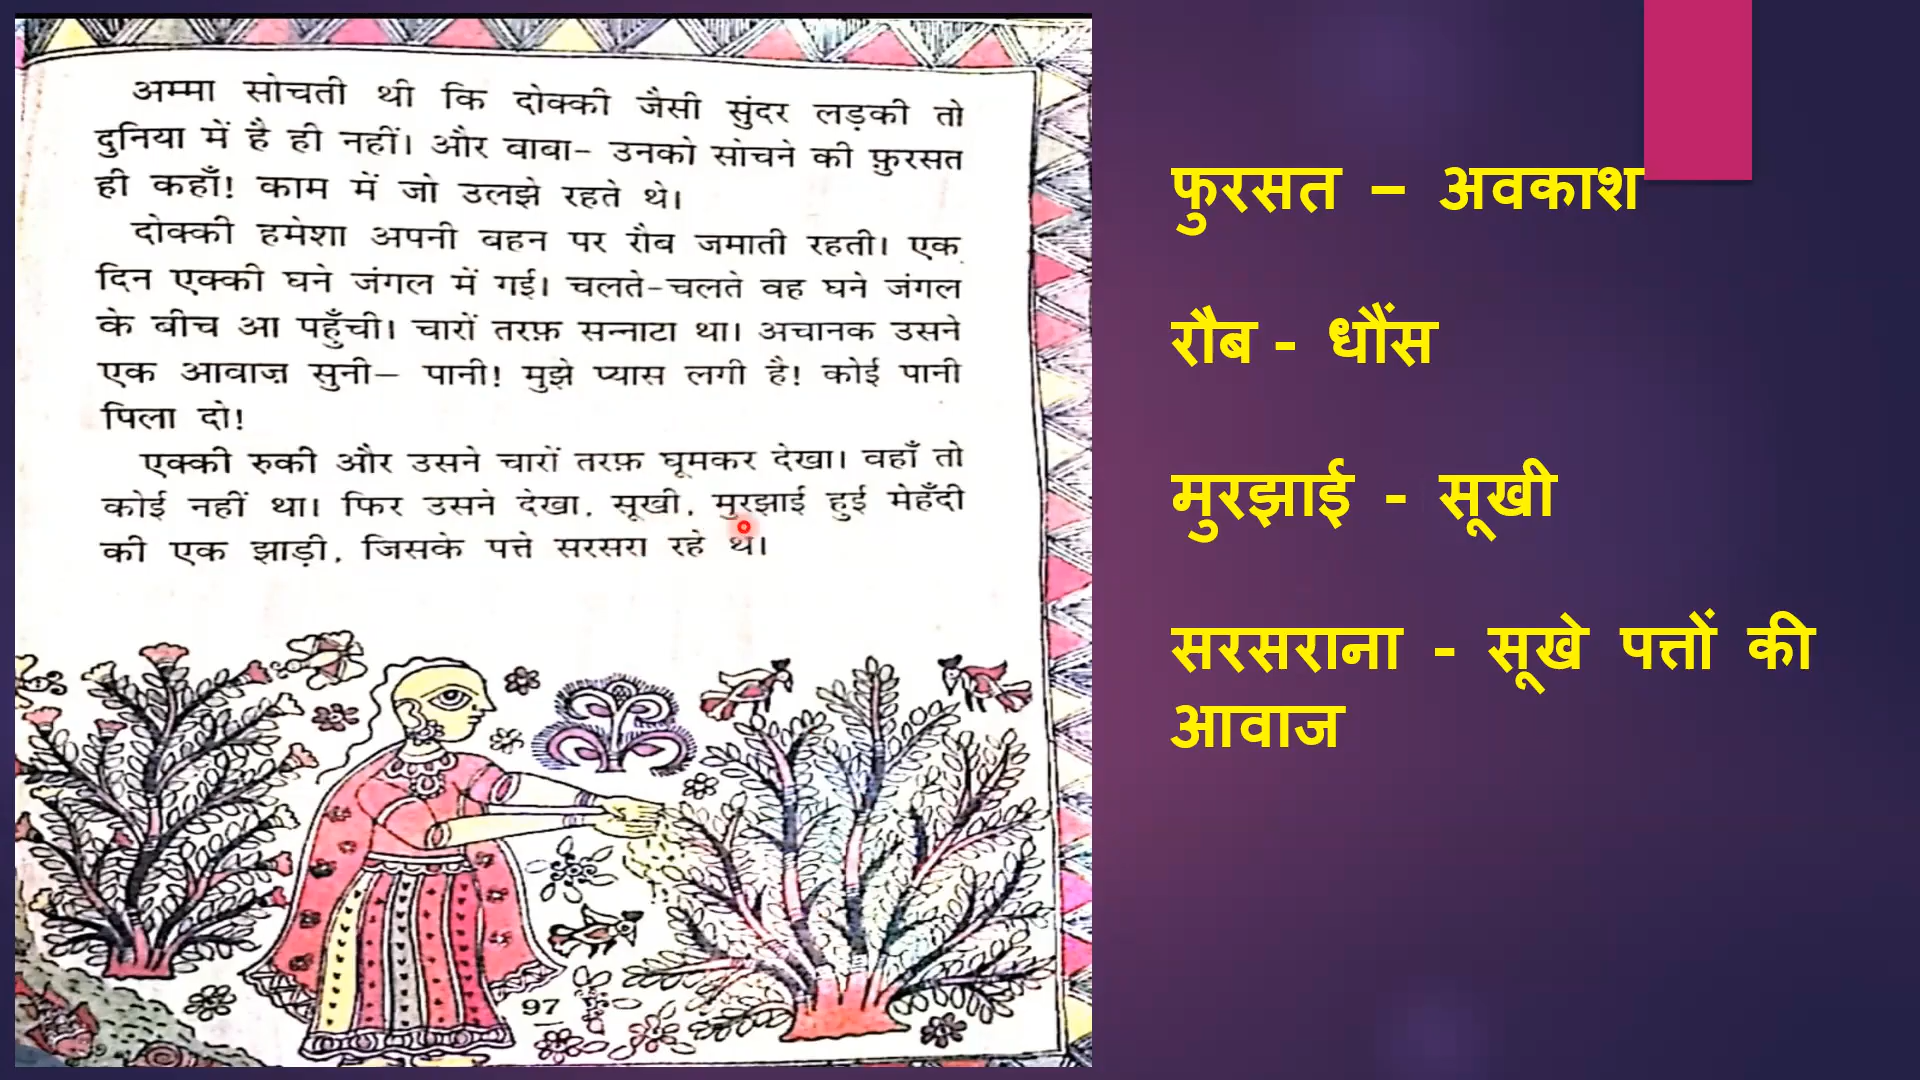 अम्मा सोचती थी कि दोक्की जैसी सुंदर लड़की तो
दुनिया में है ही नहीं। और बाबा– उनको सोचने की फ़ुरसत
ही कहाँ! काम में जो उलझे रहते थे।
दोक्की हमेशा अपनी बहन पर रौब जमाती रहती। एक
दिन एक्की घने जंगल में गई। चलते-चलते वह घने जंगल
के बीच आ पहुँची। चारों तरफ़ सन्नाटा था। अचानक उसने
एक आवाज़ सुनी– पानी! मुझे प्यास लगी है! कोई पानी
पिला दो!
एक्की रुकी और उसने चारों तरफ़ घूमकर देखा। वहाँ तो
कोई नहीं था। फिर उसने देखा, सूखी, मुरझाई हुई मेहँदी
की एक झाड़ी, जिसके पत्ते सरसरा रहे थे।
97
फुरसत – अवकाश
रौब - धौंस
मुरझाई - सूखी
सरसराना - सूखे पत्तों की
आवाज